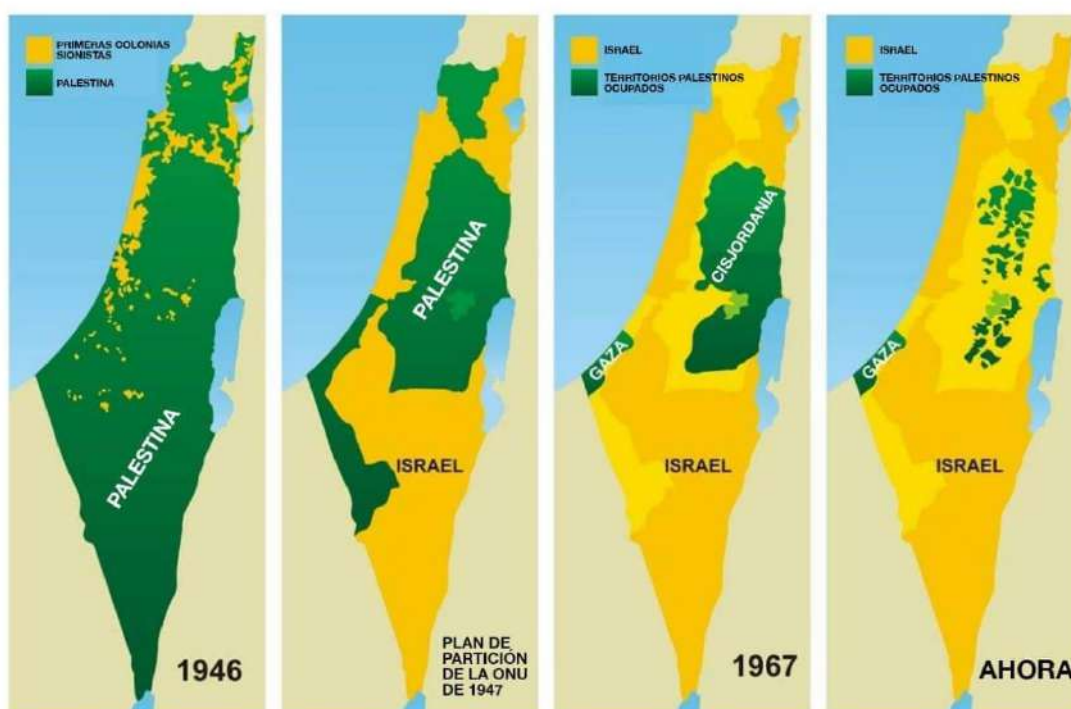 PRIMERAS COLONIAS
SIONISTAS
PALESTINA
PALESTINA
1946
PALESTINA
ISRAEL
PLAN DE
PARTICIÓN
DE LA ONU
DE 1947
ISRAEL
TERRITORIOS PALESTINOS
OCUPADOS
CISJORDANIA
GAZA
ISRAEL
1967
ISRAEL
TERRITORIOS PALESTINOS
OCUPADOS
GAZA
ISRAEL
AHORA